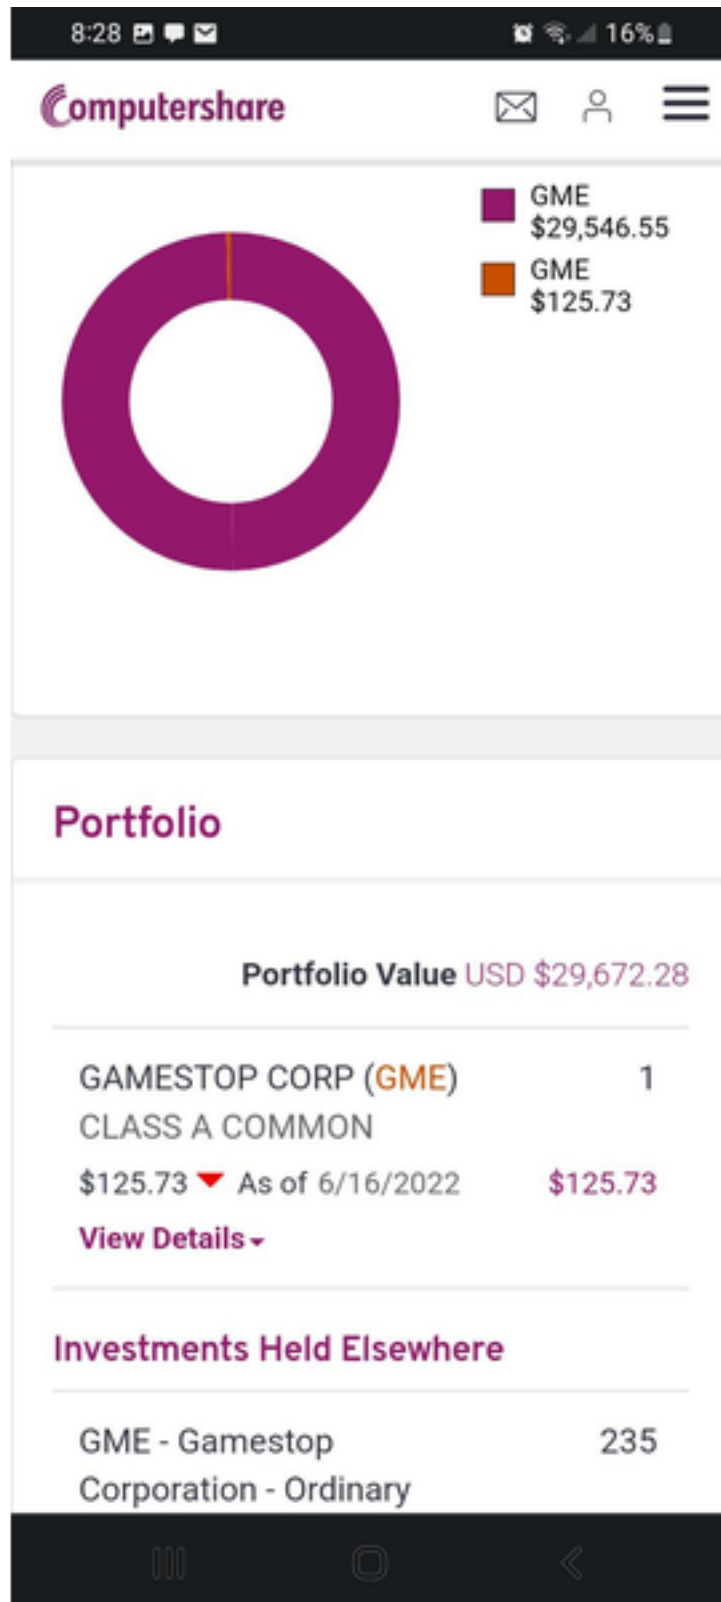 8:28
16%
Computershare
GME
$29,546.55
GME
$125.73
Portfolio
Portfolio Value USD $29,672.28
GAMESTOP CORP (GME) 1
CLASS A COMMON
$125.73 As of 6/16/2022 $125.73
View Details
Investments Held Elsewhere
GME - Gamestop 235
Corporation - Ordinary